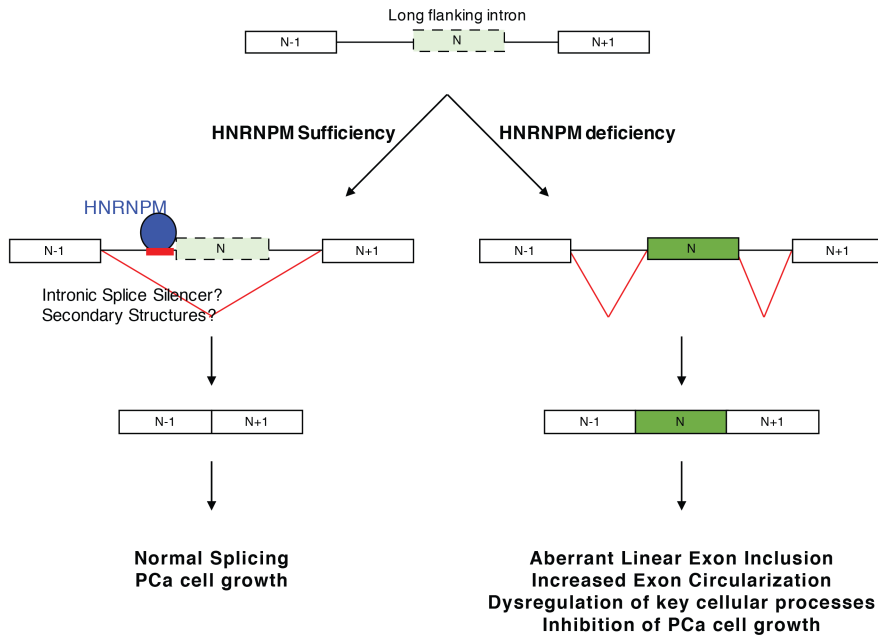 Long flanking intron
N-1
N
N+1
HNRNPM Sufficiency
HNRNPM deficiency
HNRNPM
N-1
N
N+1
N-1
N
N+1
Intronic Splice Silencer?
Secondary Structures?
N-1
N+1
N-1
N
N+1
Normal Splicing
PCa cell growth
Aberrant Linear Exon Inclusion
Increased Exon Circularization
Dysregulation of key cellular processes
Inhibition of PCa cell growth